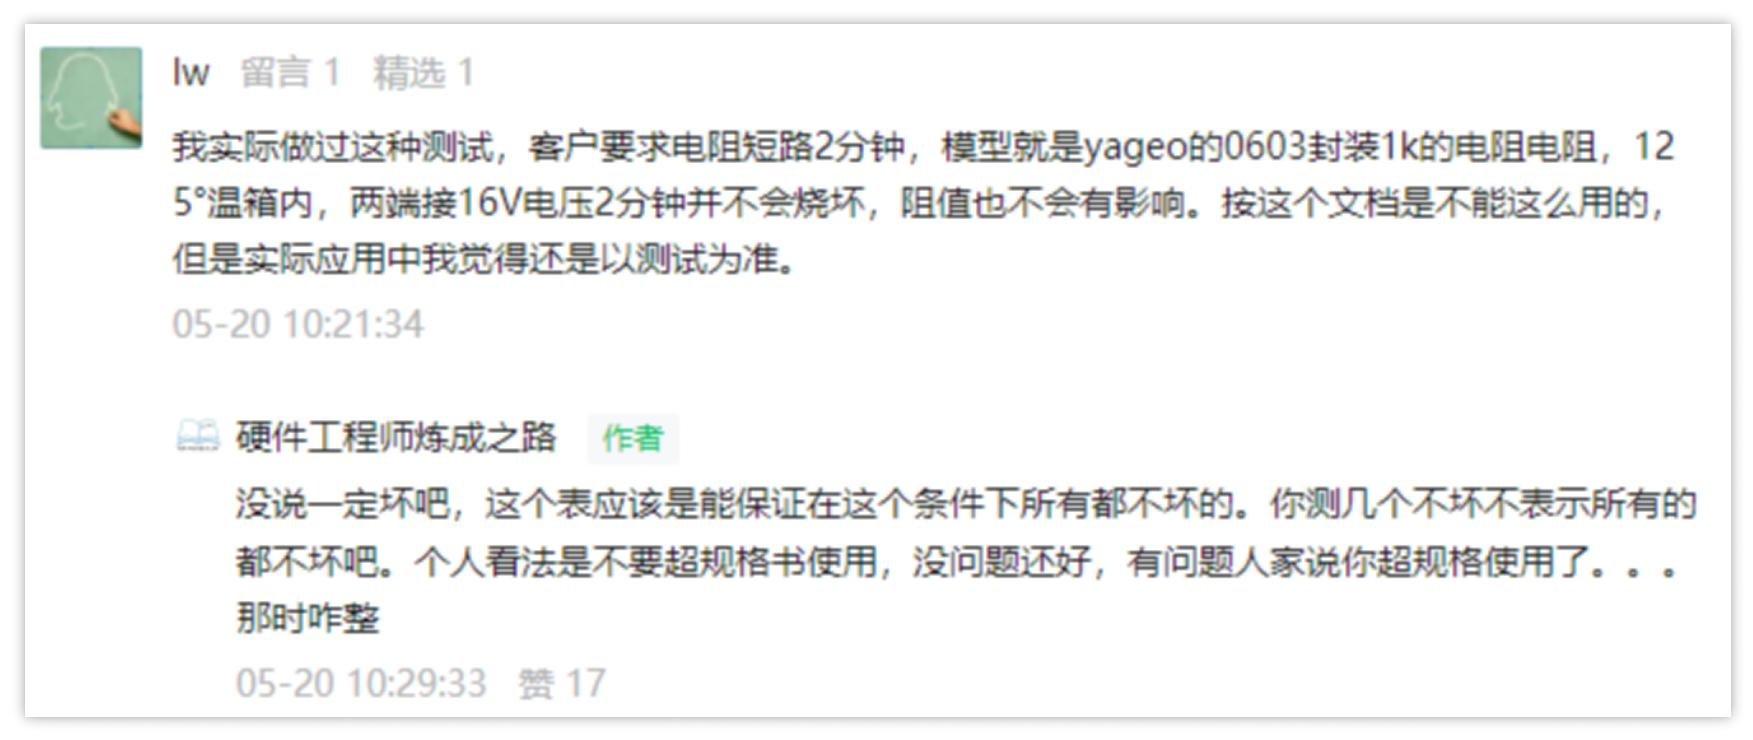 lw 留言 1 精选 1
我实际做过这种测试，客户要求电阻短路2分钟，模型就是yageo的0603封装1k的电阻电阻，12
5°温箱内，两端接16V电压2分钟并不会烧坏，阻值也不会有影响。按这个文档是不能这么用的，
但是实际应用中我觉得还是以测试为准。
05-20 10:21:34
硬件工程师炼成之路 作者
没说一定坏吧，这个表应该是能保证在这个条件下所有都不坏的。你测几个不坏不表示所有的
都不坏吧。个人看法是不要超规格书使用，没问题还好，有问题人家说你超规格使用了。。。
那时咋整
05-20 10:29:33 赞 17